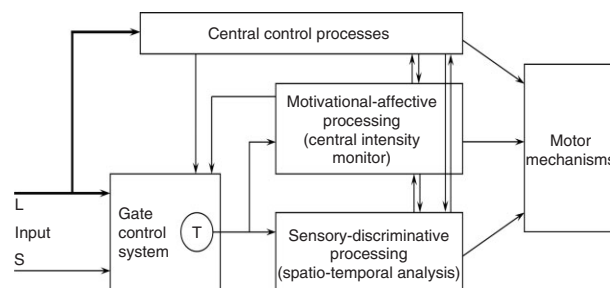 Central control processes
Motivational-affective
processing
(central intensity
monitor)
Motor
mechanisms
L
Input
S
Gate
control
system
T
Sensory-discriminative
processing
(spatio-temporal analysis)